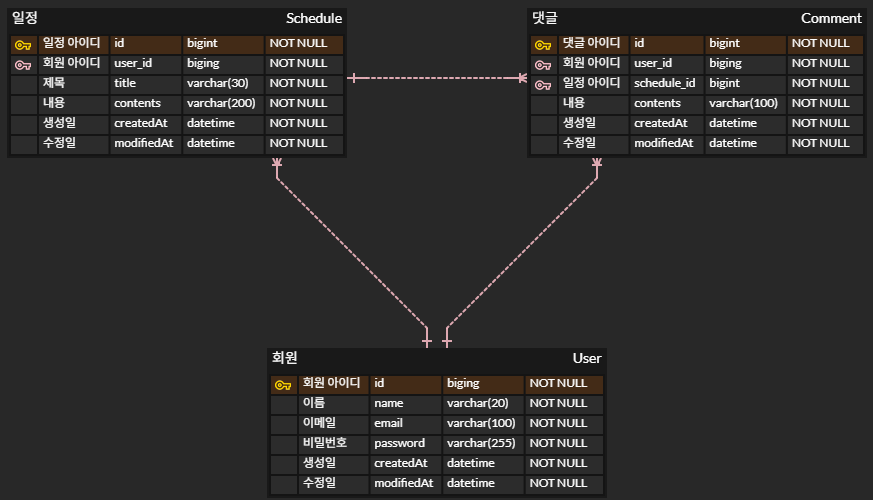 일정 Schedule
일정 아이디 id bigint NOT NULL
회원 아이디 user_id biging NOT NULL
제목 title varchar(30) NOT NULL
내용 contents varchar(200) NOT NULL
생성일 createdAt datetime NOT NULL
수정일 modifiedAt datetime NOT NULL
댓글 Comment
댓글 아이디 id bigint NOT NULL
회원 아이디 user_id biging NOT NULL
일정 아이디 schedule_id bigint NOT NULL
내용 contents varchar(100) NOT NULL
생성일 createdAt datetime NOT NULL
수정일 modifiedAt datetime NOT NULL
회원 User
회원 아이디 id biging NOT NULL
이름 name varchar(20) NOT NULL
이메일 email varchar(100) NOT NULL
비밀번호 password varchar(255) NOT NULL
생성일 createdAt datetime NOT NULL
수정일 modifiedAt datetime NOT NULL